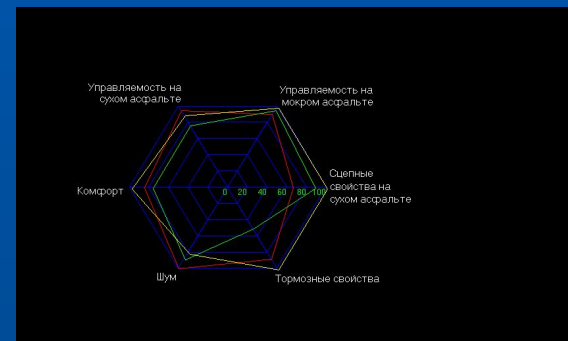 Управляемость на
сухом асфальте
Управляемость на
мокром асфальте
Сцепные
свойства на
сухом асфальте
Комфорт
0 20 40 60 80 100
Шум
Тормозные свойства